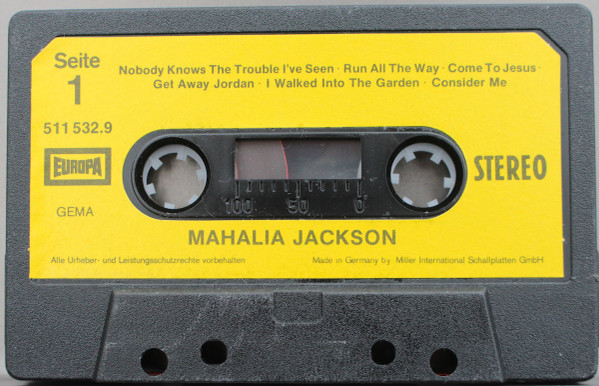 Seite
1
Nobody Knows The Trouble I've Seen · Run All The Way · Come To Jesus ·
Get Away Jordan · I Walked Into The Garden · Consider Me
511 532.9
EUROPA
STEREO
100 50 0
GEMA
MAHALIA JACKSON
Alle Urheber- und Leistungsschutzrechte vorbehalten
Made in Germany by Miller International Schallplatten GmbH